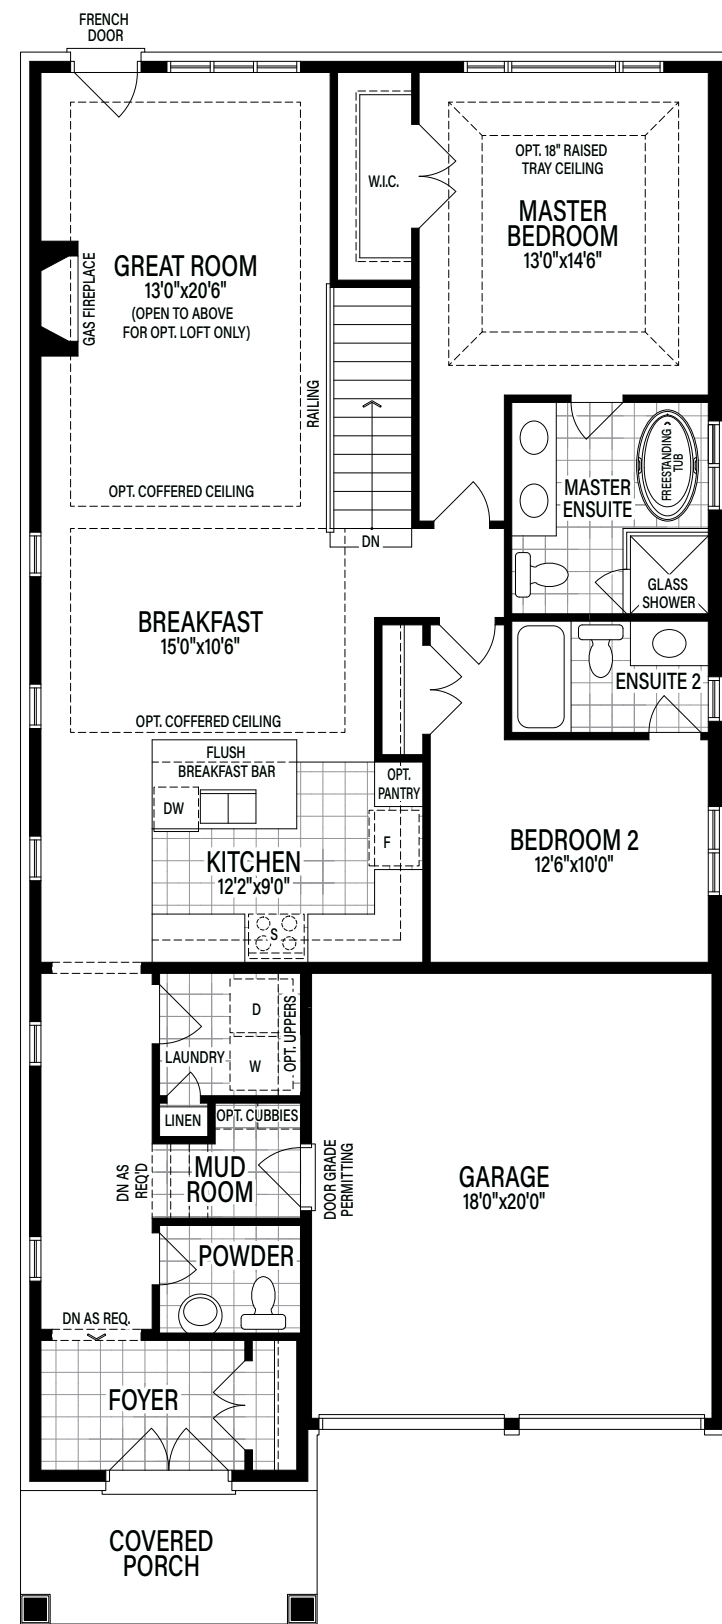 FRENCH
DOOR
OPT. 18" RAISED
TRAY CEILING
W.I.C.
MASTER
BEDROOM
13'0"x14'6"
GREAT ROOM
13'0"x20'6"
(OPEN TO ABOVE
FOR OPT. LOFT ONLY)
GAS FIREPLACE
RAILING
OPT. COFFERED CEILING
DN
MASTER
ENSUITE
FREESTANDING
TUB
GLASS
SHOWER
BREAKFAST
15'0"x10'6"
OPT. COFFERED CEILING
ENSUITE 2
FLUSH
BREAKFAST BAR
OPT.
PANTRY
DW
F
KITCHEN
12'2"x9'0"
S
BEDROOM 2
12'6"x10'0"
D
W
OPT. UPPERS
LAUNDRY
LINEN
OPT. CUBBIES
DN AS
REQ'D
MUD
ROOM
DOOR GRADE
PERMITTING
GARAGE
18'0"x20'0"
POWDER
DN AS REQ.
FOYER
COVERED
PORCH